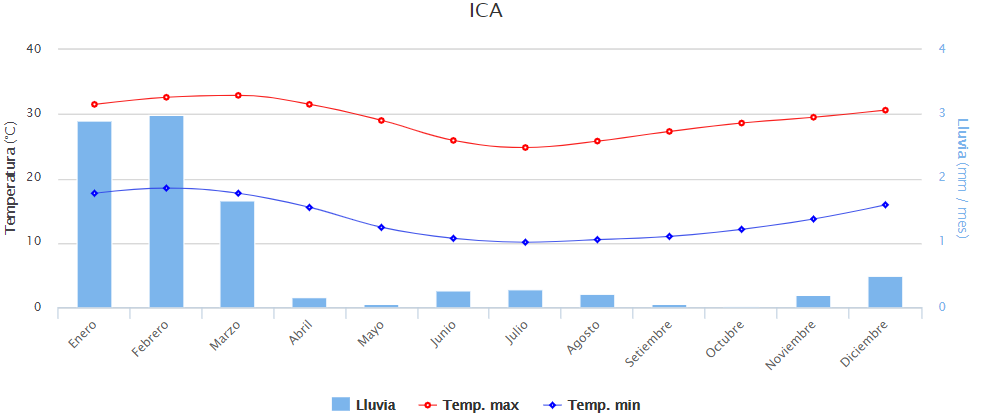 ICA
40
30
20
10
0
Temperatura (°C)
4
3
2
1
0
Lluvia (mm / mes)
Enero
Febrero
Marzo
Abril
Mayo
Junio
Julio
Agosto
Setiembre
Octubre
Noviembre
Diciembre
Lluvia Temp. max Temp. min